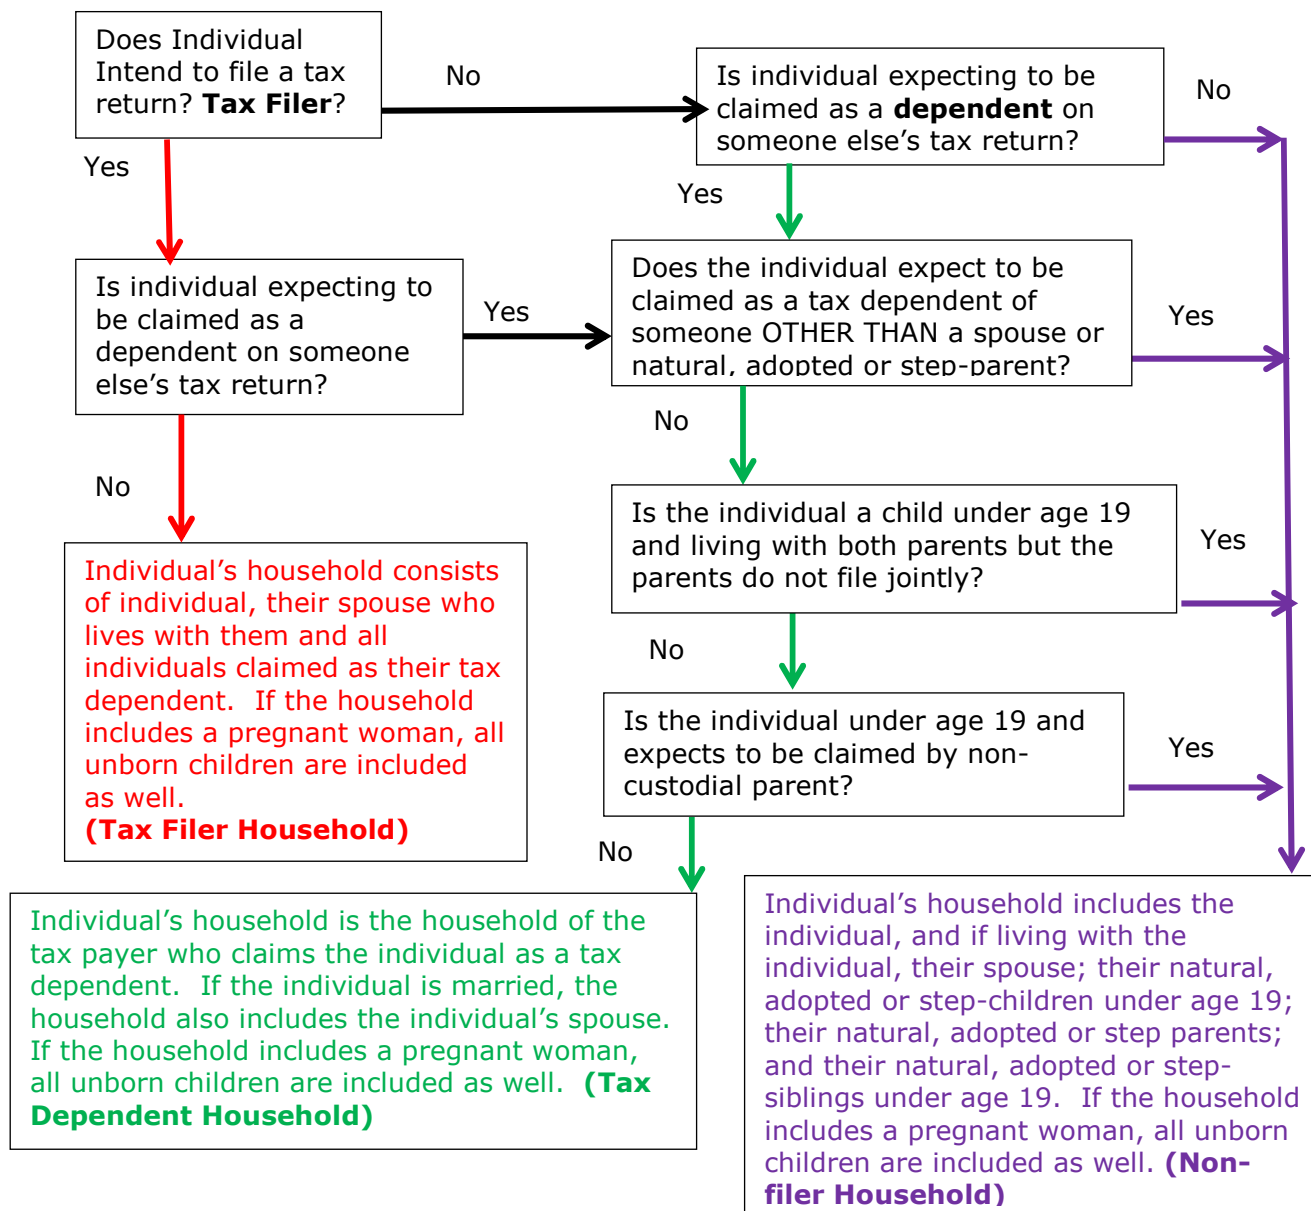 Does Individual
Intend to file a tax
return? Tax Filer?
No
Is individual expecting to be
claimed as a dependent on
someone else's tax return?
No
Yes
Yes
Is individual expecting to
be claimed as a
dependent on someone
else's tax return?
Yes
Does the individual expect to be
claimed as a tax dependent of
someone OTHER THAN a spouse or
natural, adopted or step-parent?
Yes
No
No
Is the individual a child under age 19
and living with both parents but the
parents do not file jointly?
Yes
Individual's household consists
of individual, their spouse who
lives with them and all
individuals claimed as their tax
dependent.  If the household
includes a pregnant woman, all
unborn children are included
as well.
(Tax Filer Household)
No
Is the individual under age 19 and
expects to be claimed by non-
custodial parent?
Yes
No
Individual's household is the household of the
tax payer who claims the individual as a tax
dependent.  If the individual is married, the
household also includes the individual's spouse.
If the household includes a pregnant woman,
all unborn children are included as well.  (Tax
Dependent Household)
Individual's household includes the
individual, and if living with the
individual, their spouse; their natural,
adopted or step-children under age 19;
their natural, adopted or step parents;
and their natural, adopted or step-
siblings under age 19.  If the household
includes a pregnant woman, all unborn
children are included as well. (Non-
filer Household)